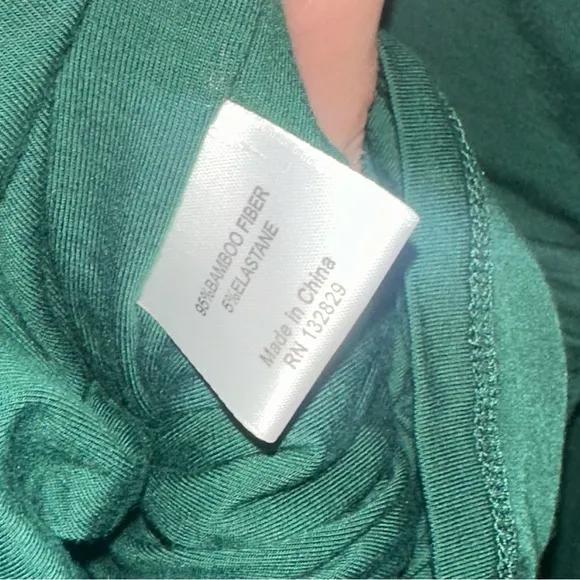 95%BAMBOO FIBER
5%ELASTANE
Made in China
RN 132829